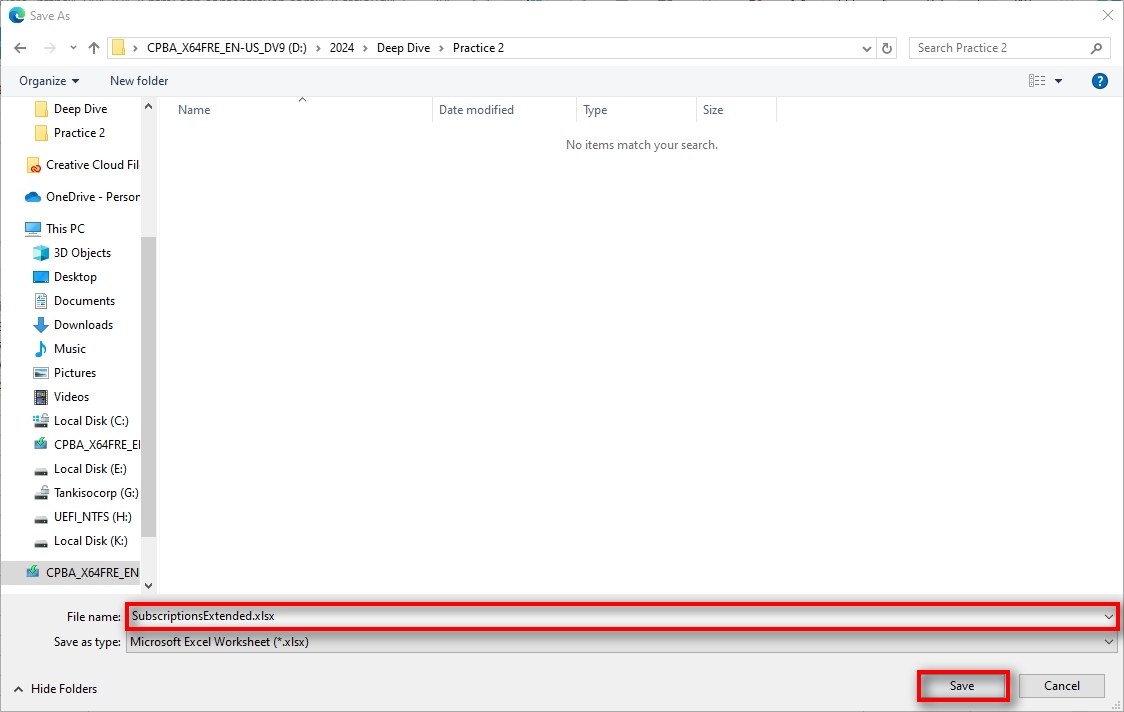 Save As
CPBA_X64FRE_EN-US_DV9 (D:) > 2024 > Deep Dive > Practice 2
Search Practice 2
Organize
New folder
Name
Date modified
Type
Size
No items match your search.
Deep Dive
Practice 2
Creative Cloud Fil
OneDrive - Person
This PC
3D Objects
Desktop
Documents
Downloads
Music
Pictures
Videos
Local Disk (C:)
CPBA_X64FRE_EI
Local Disk (E:)
Tankisocorp (G:)
UEFI_NTFS (H:)
Local Disk (K:)
CPBA_X64FRE_EN
File name: SubscriptionsExtended.xlsx
Save as type: Microsoft Excel Worksheet (*.xlsx)
Hide Folders
Save
Cancel